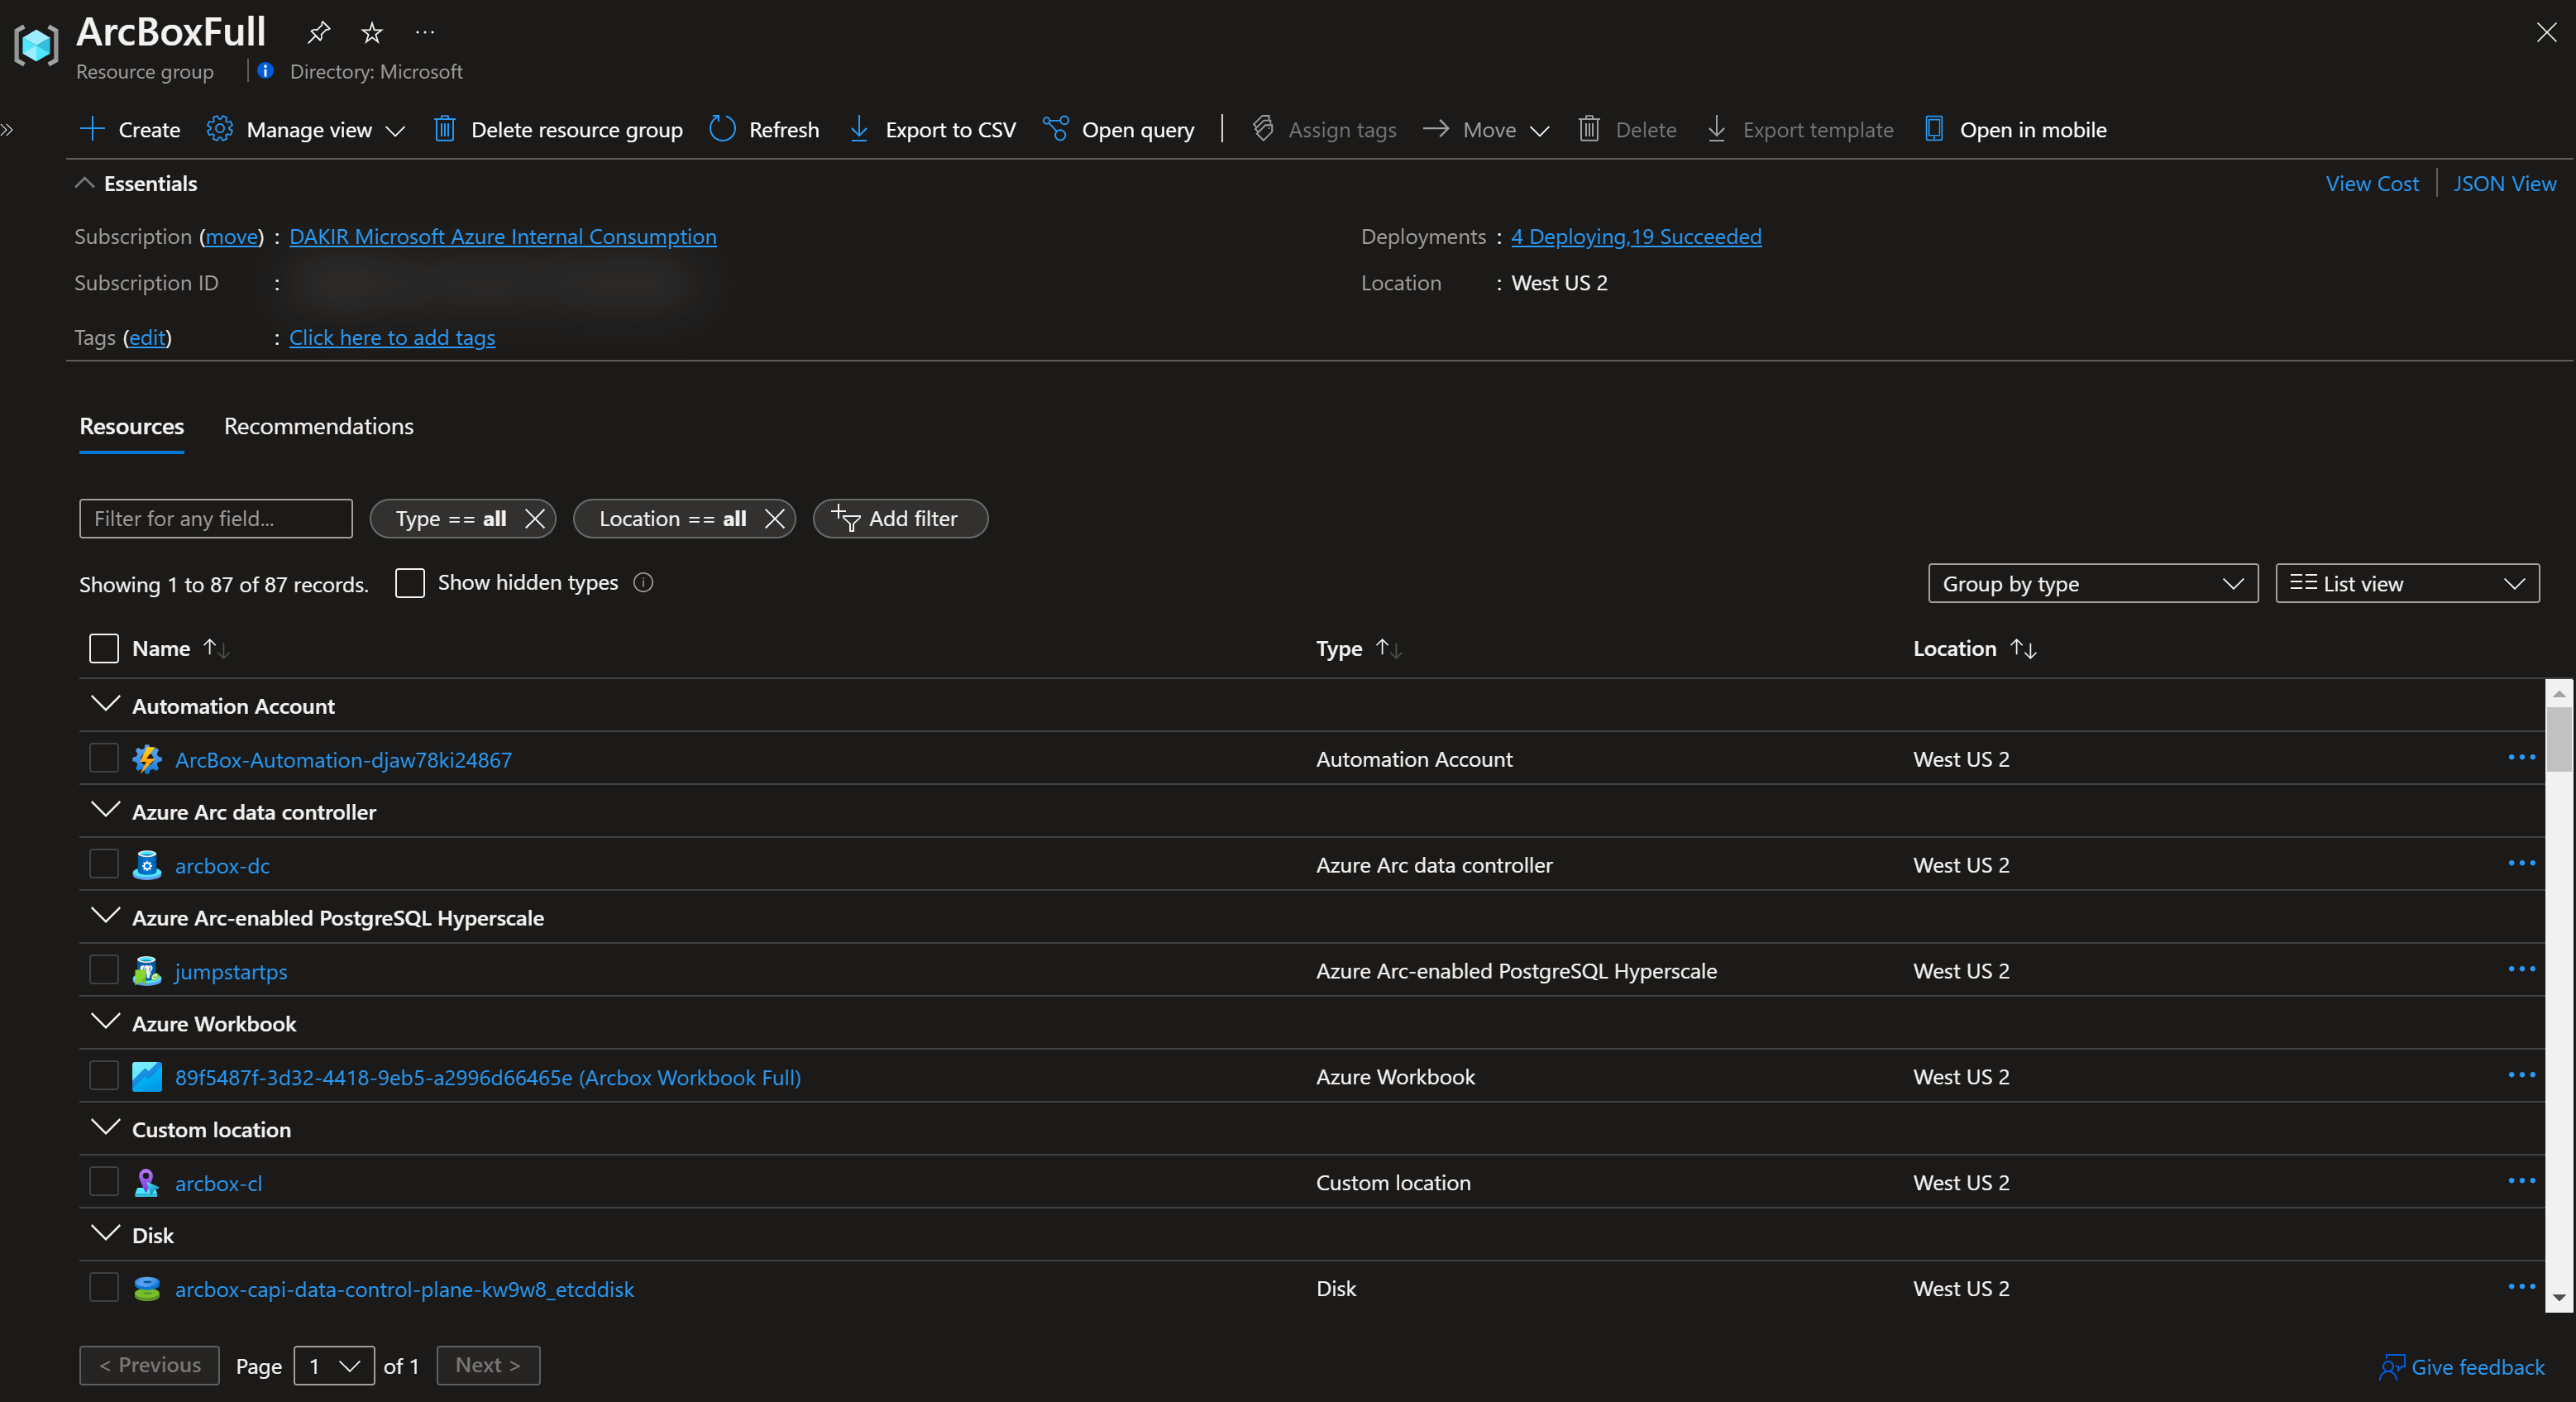 ArcBoxFull
Resource group Directory: Microsoft
Create Manage view Delete resource group Refresh Export to CSV Open query Assign tags Move Delete Export template Open in mobile
Essentials View Cost JSON View
Subscription (move) : DAKIR Microsoft Azure Internal Consumption Deployments : 4 Deploying,19 Succeeded
Subscription ID : Location : West US 2
Tags (edit) : Click here to add tags
Resources Recommendations
Filter for any field... Type == all Location == all Add filter
Showing 1 to 87 of 87 records. Show hidden types Group by type List view
Name Type Location
Automation Account
ArcBox-Automation-djaw78ki24867 Automation Account West US 2
Azure Arc data controller
arcbox-dc Azure Arc data controller West US 2
Azure Arc-enabled PostgreSQL Hyperscale
jumpstartps Azure Arc-enabled PostgreSQL Hyperscale West US 2
Azure Workbook
89f5487f-3d32-4418-9eb5-a2996d66465e (Arcbox Workbook Full) Azure Workbook West US 2
Custom location
arcbox-cl Custom location West US 2
Disk
arcbox-capi-data-control-plane-kw9w8_etcddisk Disk West US 2
< Previous Page 1 of 1 Next > Give feedback